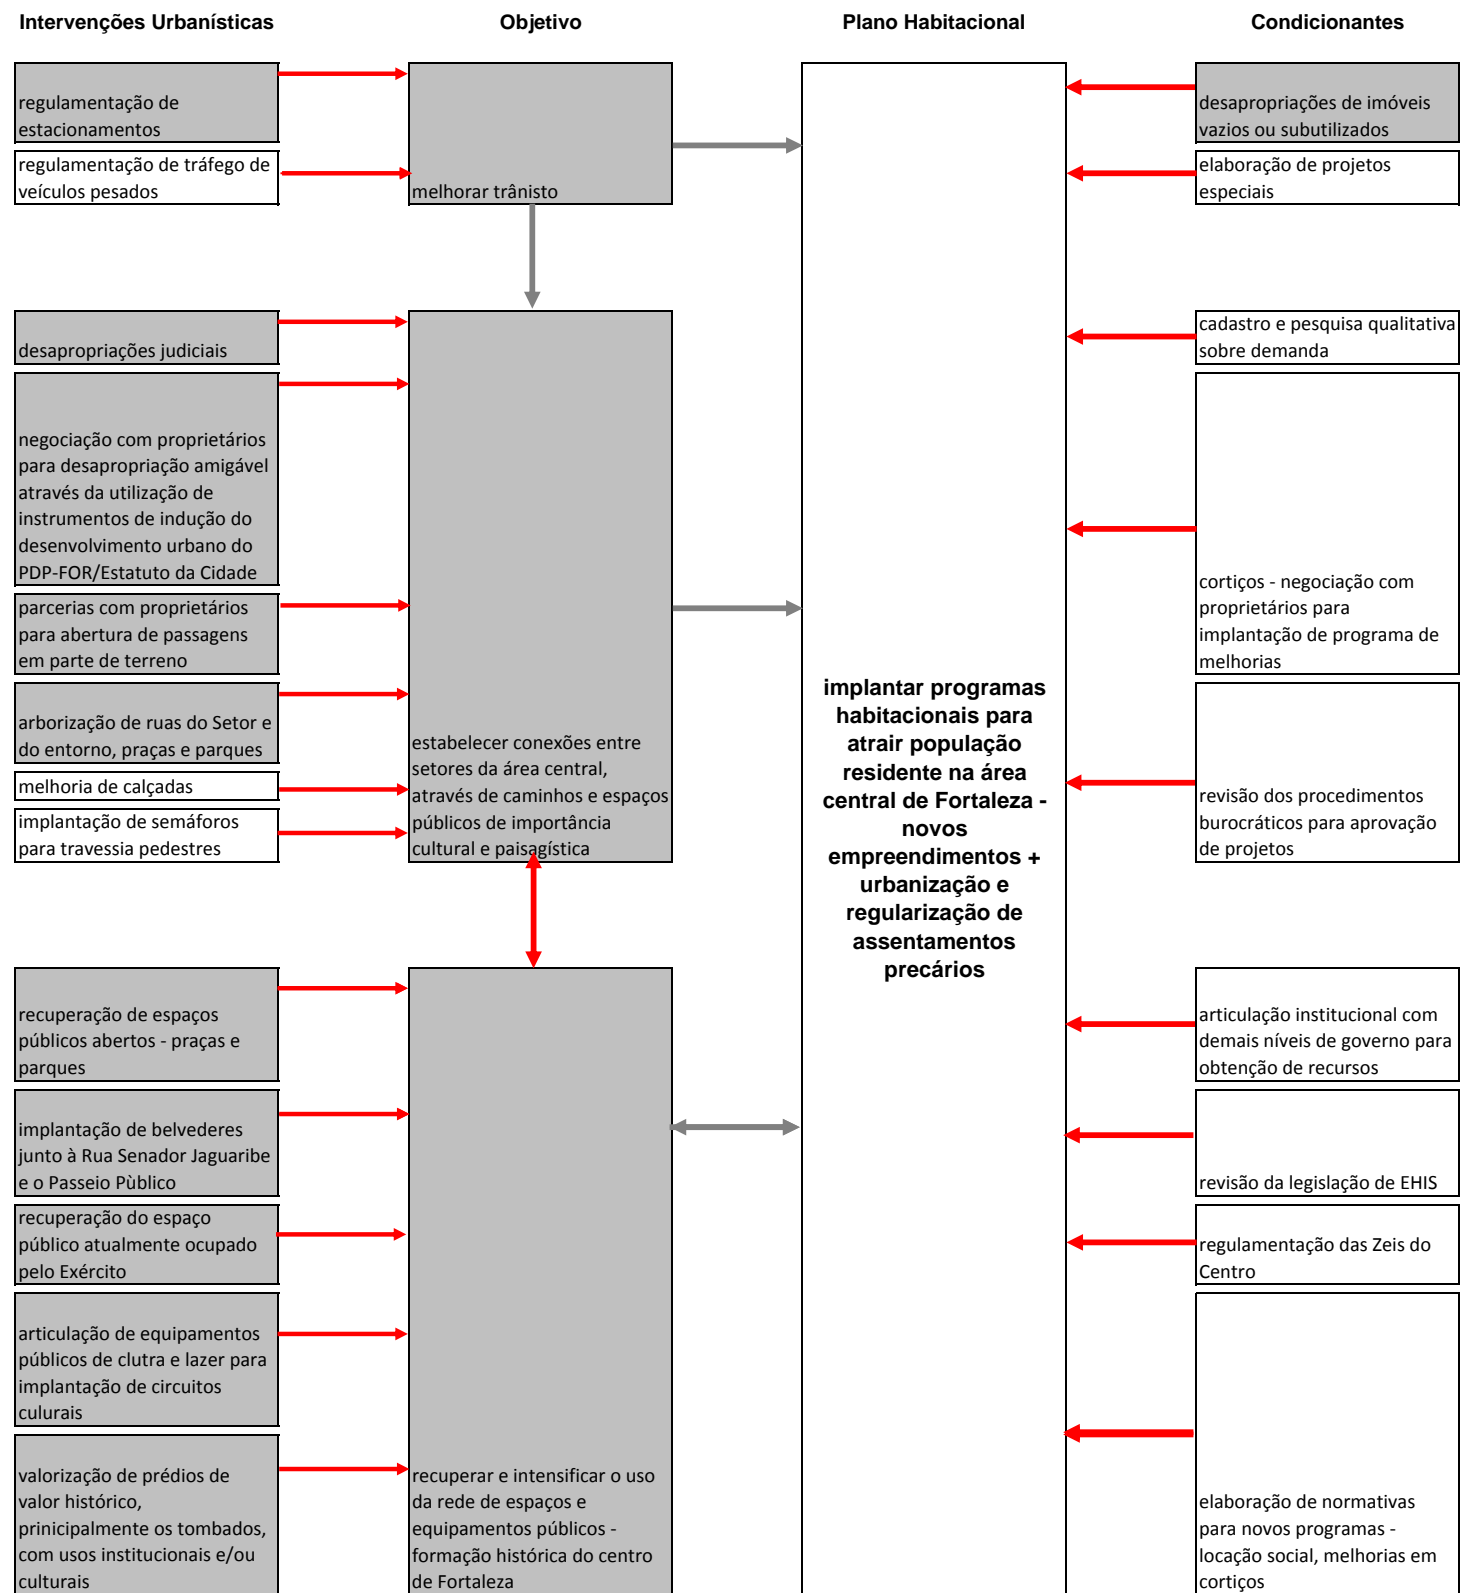 Intervenções Urbanísticas
Objetivo
Plano Habitacional
Condicionantes
regulamentação de
estacionamentos
regulamentação de tráfego de
veículos pesados
melhorar trânisto
desapropriações de imóveis
vazios ou subutilizados
elaboração de projetos
especiais
desapropriações judiciais
negociação com proprietários
para desapropriação amigável
através da utilização de
instrumentos de indução do
desenvolvimento urbano do
PDP-FOR/Estatuto da Cidade
parcerias com proprietários
para abertura de passagens
em parte de terreno
arborização de ruas do Setor e
do entorno, praças e parques
melhoria de calçadas
implantação de semáforos
para travessia pedestres
estabelecer conexões entre
setores da área central,
através de caminhos e espaços
públicos de importância
cultural e paisagística
implantar programas
habitacionais para
atrair população
residente na área
central de Fortaleza -
novos
empreendimentos +
urbanização e
regularização de
assentamentos
precários
cadastro e pesquisa qualitativa
sobre demanda
cortiços - negociação com
proprietários para
implantação de programa de
melhorias
revisão dos procedimentos
burocráticos para aprovação
de projetos
recuperação de espaços
públicos abertos - praças e
parques
implantação de belvederes
junto à Rua Senador Jaguaribe
e o Passeio Pùblico
recuperação do espaço
público atualmente ocupado
pelo Exército
articulação de equipamentos
públicos de clutra e lazer para
implantação de circuitos
culurais
valorização de prédios de
valor histórico,
prinicipalmente os tombados,
com usos institucionais e/ou
culturais
recuperar e intensificar o uso
da rede de espaços e
equipamentos públicos -
formação histórica do centro
de Fortaleza
articulação institucional com
demais níveis de governo para
obtenção de recursos
revisão da legislação de EHIS
regulamentação das Zeis do
Centro
elaboração de normativas
para novos programas -
locação social, melhorias em
cortiços